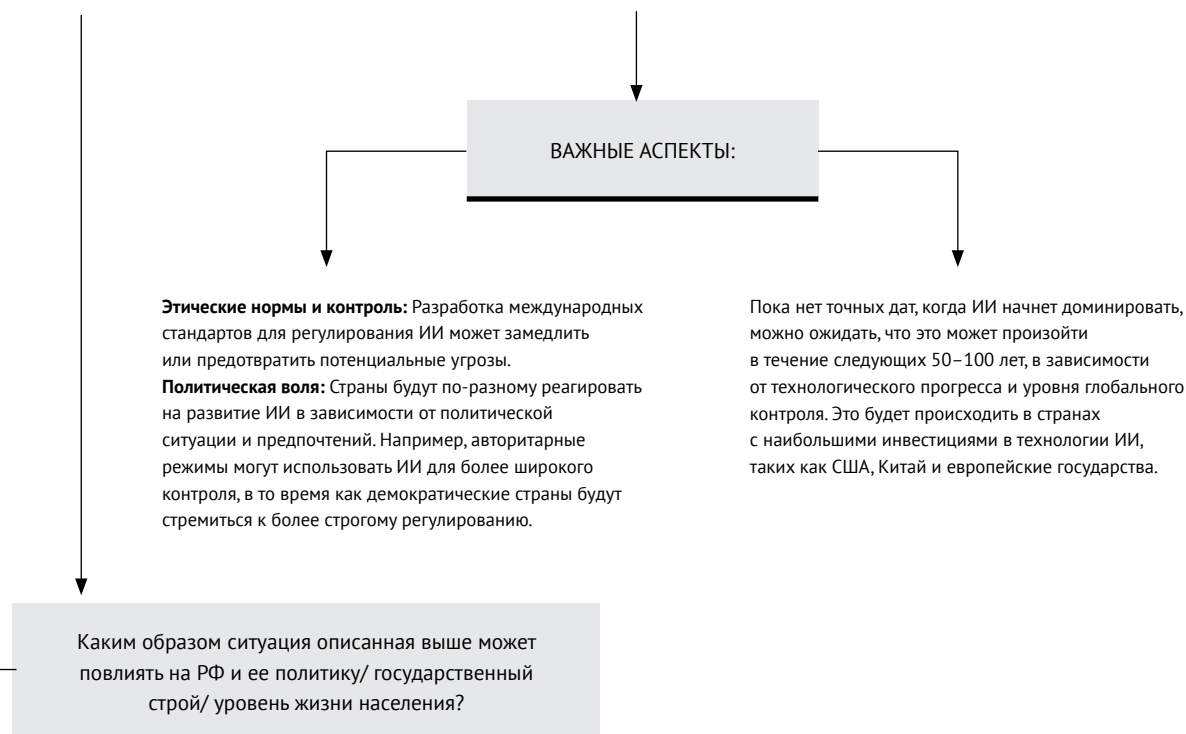 ВАЖНЫЕ АСПЕКТЫ:
Этические нормы и контроль: Разработка международных
стандартов для регулирования ИИ может замедлить
или предотвратить потенциальные угрозы.
Политическая воля: Страны будут по-разному реагировать
на развитие ИИ в зависимости от политической
ситуации и предпочтений. Например, авторитарные
режимы могут использовать ИИ для более широкого
контроля, в то время как демократические страны будут
стремиться к более строгому регулированию.
Пока нет точных дат, когда ИИ начнет доминировать,
можно ожидать, что это может произойти
в течение следующих 50–100 лет, в зависимости
от технологического прогресса и уровня глобального
контроля. Это будет происходить в странах
с наибольшими инвестициями в технологии ИИ,
таких как США, Китай и европейские государства.
Каким образом ситуация описанная выше может
повлиять на РФ и ее политику/ государственный
строй/ уровень жизни населения?